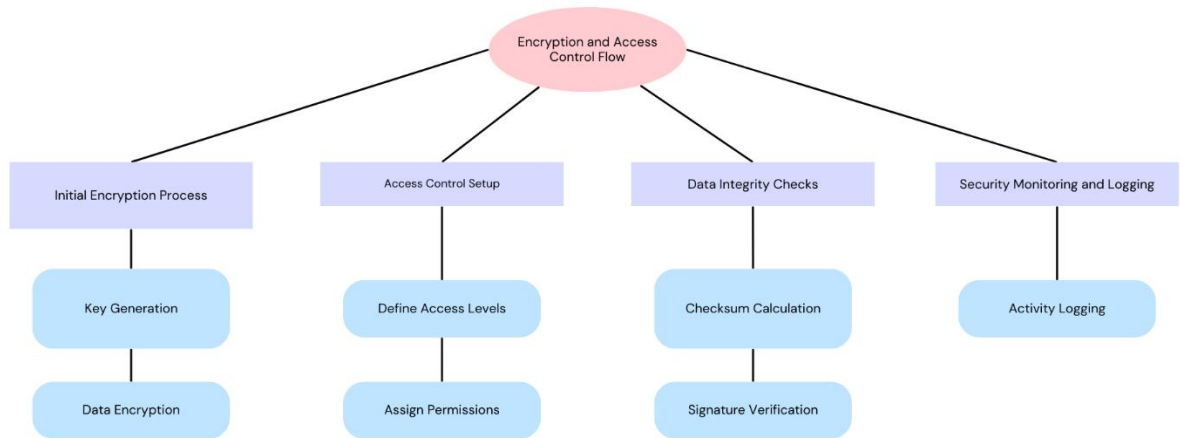 Encryption and Access
Control Flow
Initial Encryption Process
Access Control Setup
Data Integrity Checks
Security Monitoring and Logging
Key Generation
Define Access Levels
Checksum Calculation
Activity Logging
Data Encryption
Assign Permissions
Signature Verification